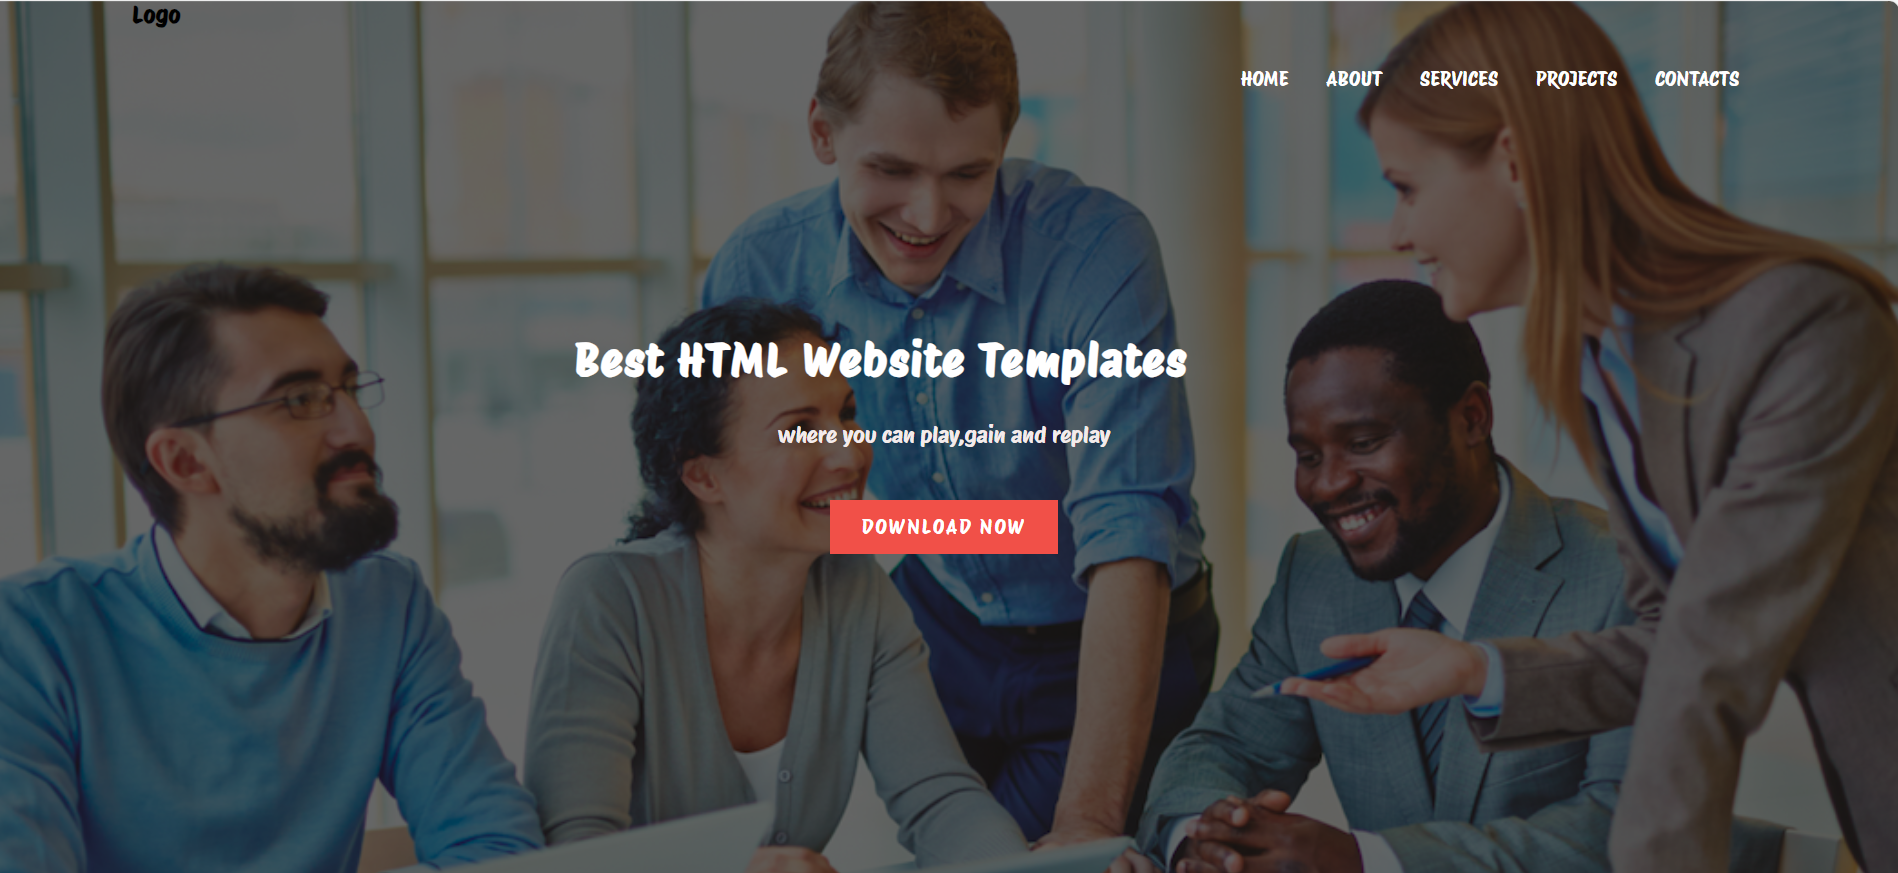 Logo
HOME ABOUT SERVICES PROJECTS CONTACTS
Best HTML Website Templates
where you can play,gain and replay
DOWNLOAD NOW